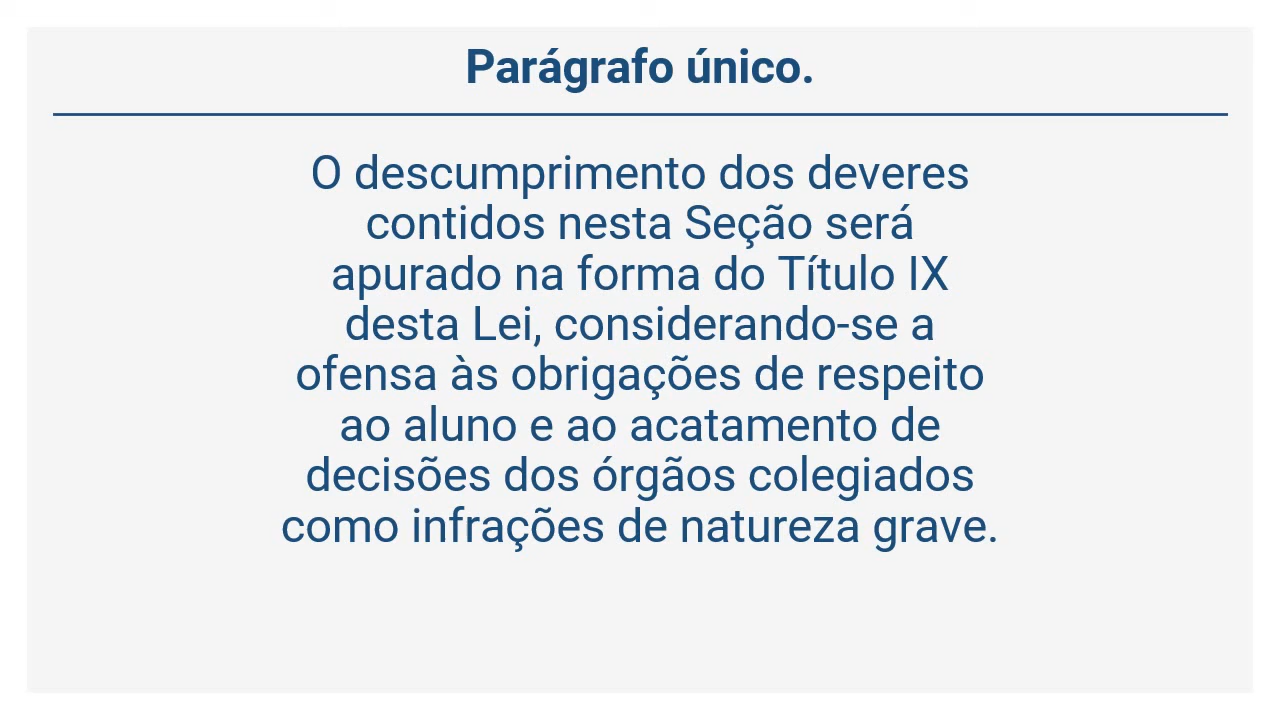 Parágrafo único.
O descumprimento dos deveres
contidos nesta Seção será
apurado na forma do Título IX
desta Lei, considerando-se a
ofensa às obrigações de respeito
ao aluno e ao acatamento de
decisões dos órgãos colegiados
como infrações de natureza grave.